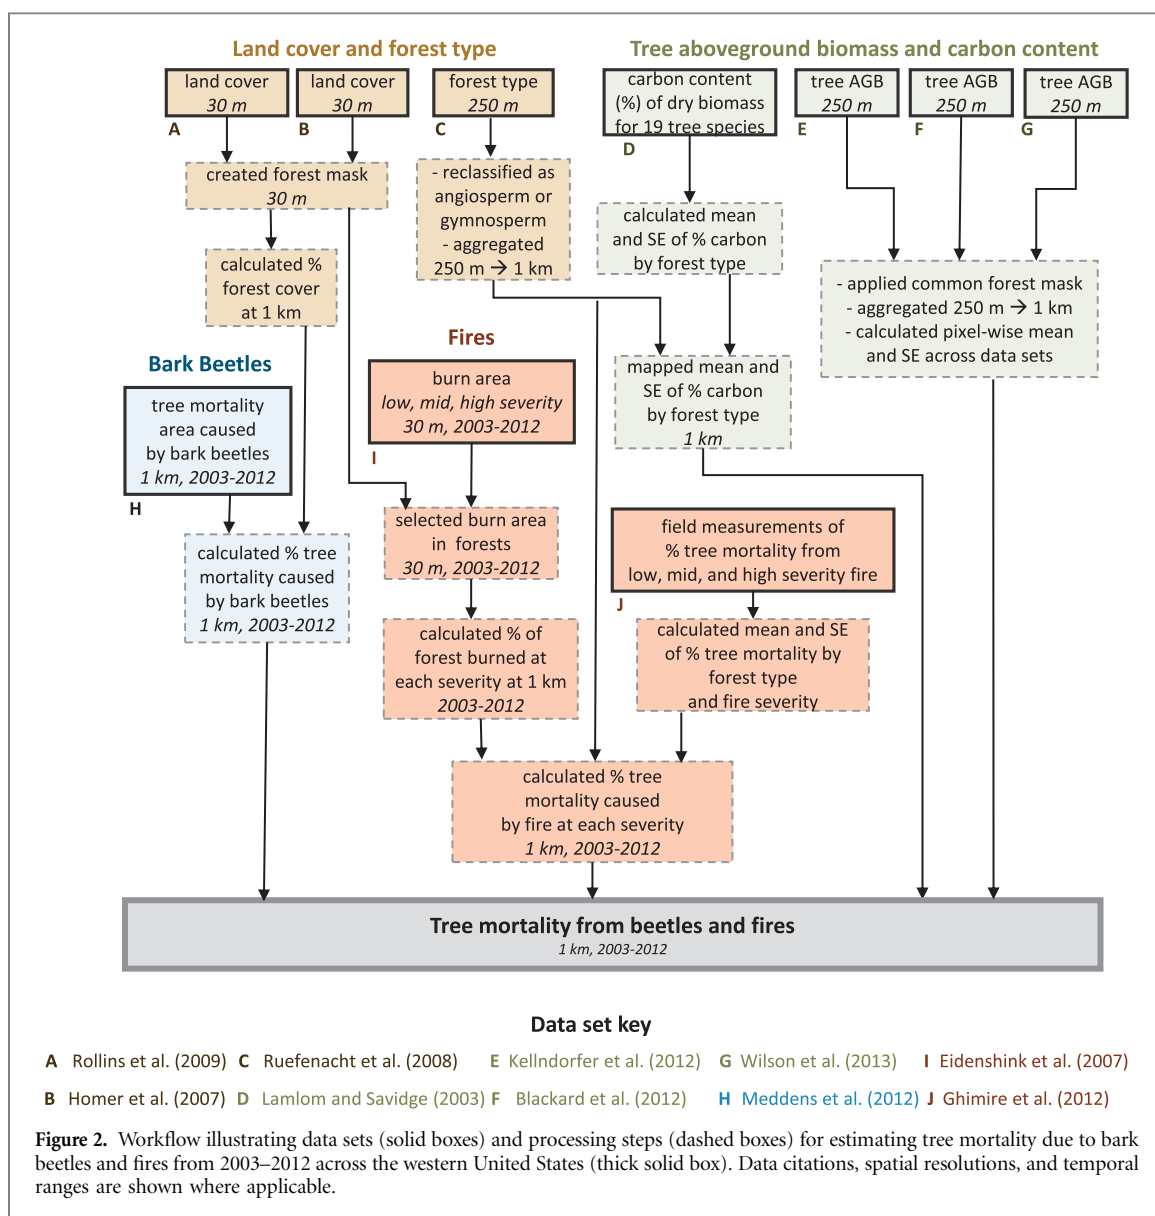 Land cover and forest type
Tree aboveground biomass and carbon content
land cover
30 m
A
land cover
30 m
B
forest type
250 m
C
carbon content
(%) of dry biomass
for 19 tree species
D
tree AGB
250 m
E
tree AGB
250 m
F
tree AGB
250 m
G
created forest mask
30 m
- reclassified as
angiosperm or
gymnosperm
- aggregated
250 m → 1 km
calculated mean
and SE of % carbon
by forest type
calculated %
forest cover
at 1 km
- applied common forest mask
- aggregated 250 m → 1 km
- calculated pixel-wise mean
and SE across data sets
Bark Beetles
Fires
tree mortality
area caused
by bark beetles
1 km, 2003-2012
H
burn area
low, mid, high severity
30 m, 2003-2012
I
mapped mean and
SE of % carbon
by forest type
1 km
selected burn area
in forests
30 m, 2003-2012
field measurements of
% tree mortality from
low, mid, and high severity fire
J
calculated % tree
mortality caused
by bark beetles
1 km, 2003-2012
calculated % of
forest burned at
each severity at 1 km
2003-2012
calculated mean and SE
of % tree mortality by
forest type
and fire severity
calculated % tree
mortality caused
by fire at each severity
1 km, 2003-2012
Tree mortality from beetles and fires
1 km, 2003-2012
Data set key
A Rollins et al. (2009) C Ruefenacht et al. (2008) E Kellndorfer et al. (2012) G Wilson et al. (2013) I Eidenshink et al. (2007)
B Homer et al. (2007) D Lamlom and Savidge (2003) F Blackard et al. (2012) H Meddens et al. (2012) J Ghimire et al. (2012)
Figure 2. Workflow illustrating data sets (solid boxes) and processing steps (dashed boxes) for estimating tree mortality due to bark
beetles and fires from 2003–2012 across the western United States (thick solid box). Data citations, spatial resolutions, and temporal
ranges are shown where applicable.